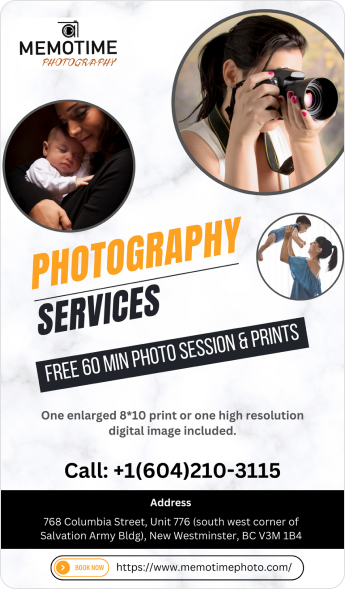 MEMOTIME
PHOTOGRAPHY
PHOTOGRAPHY
SERVICES
FREE 60 MIN PHOTO SESSION & PRINTS
One enlarged 8*10 print or one high resolution
digital image included.
Call: +1(604)210-3115
Address
768 Columbia Street, Unit 776 (south west corner of
Salvation Army Bldg), New Westminster, BC V3M 1B4
BOOK NOW https://www.memotimephoto.com/